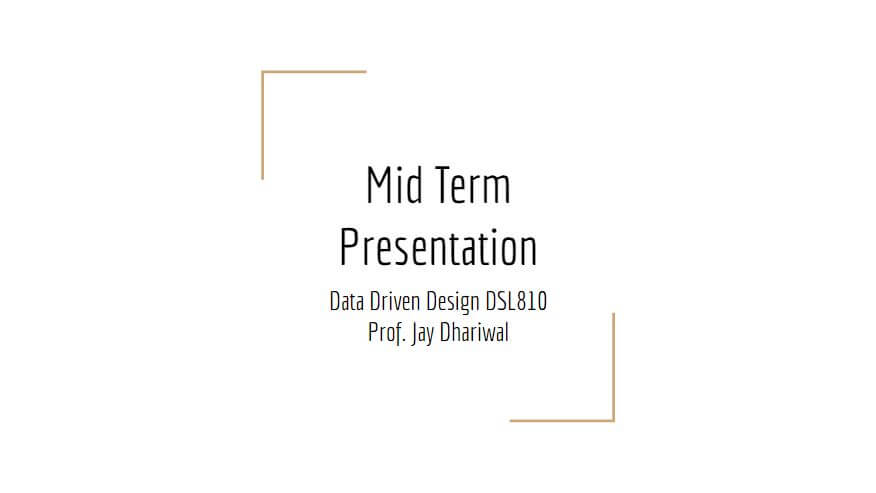 Mid Term
Presentation
Data Driven Design DSL810
Prof. Jay Dhariwal